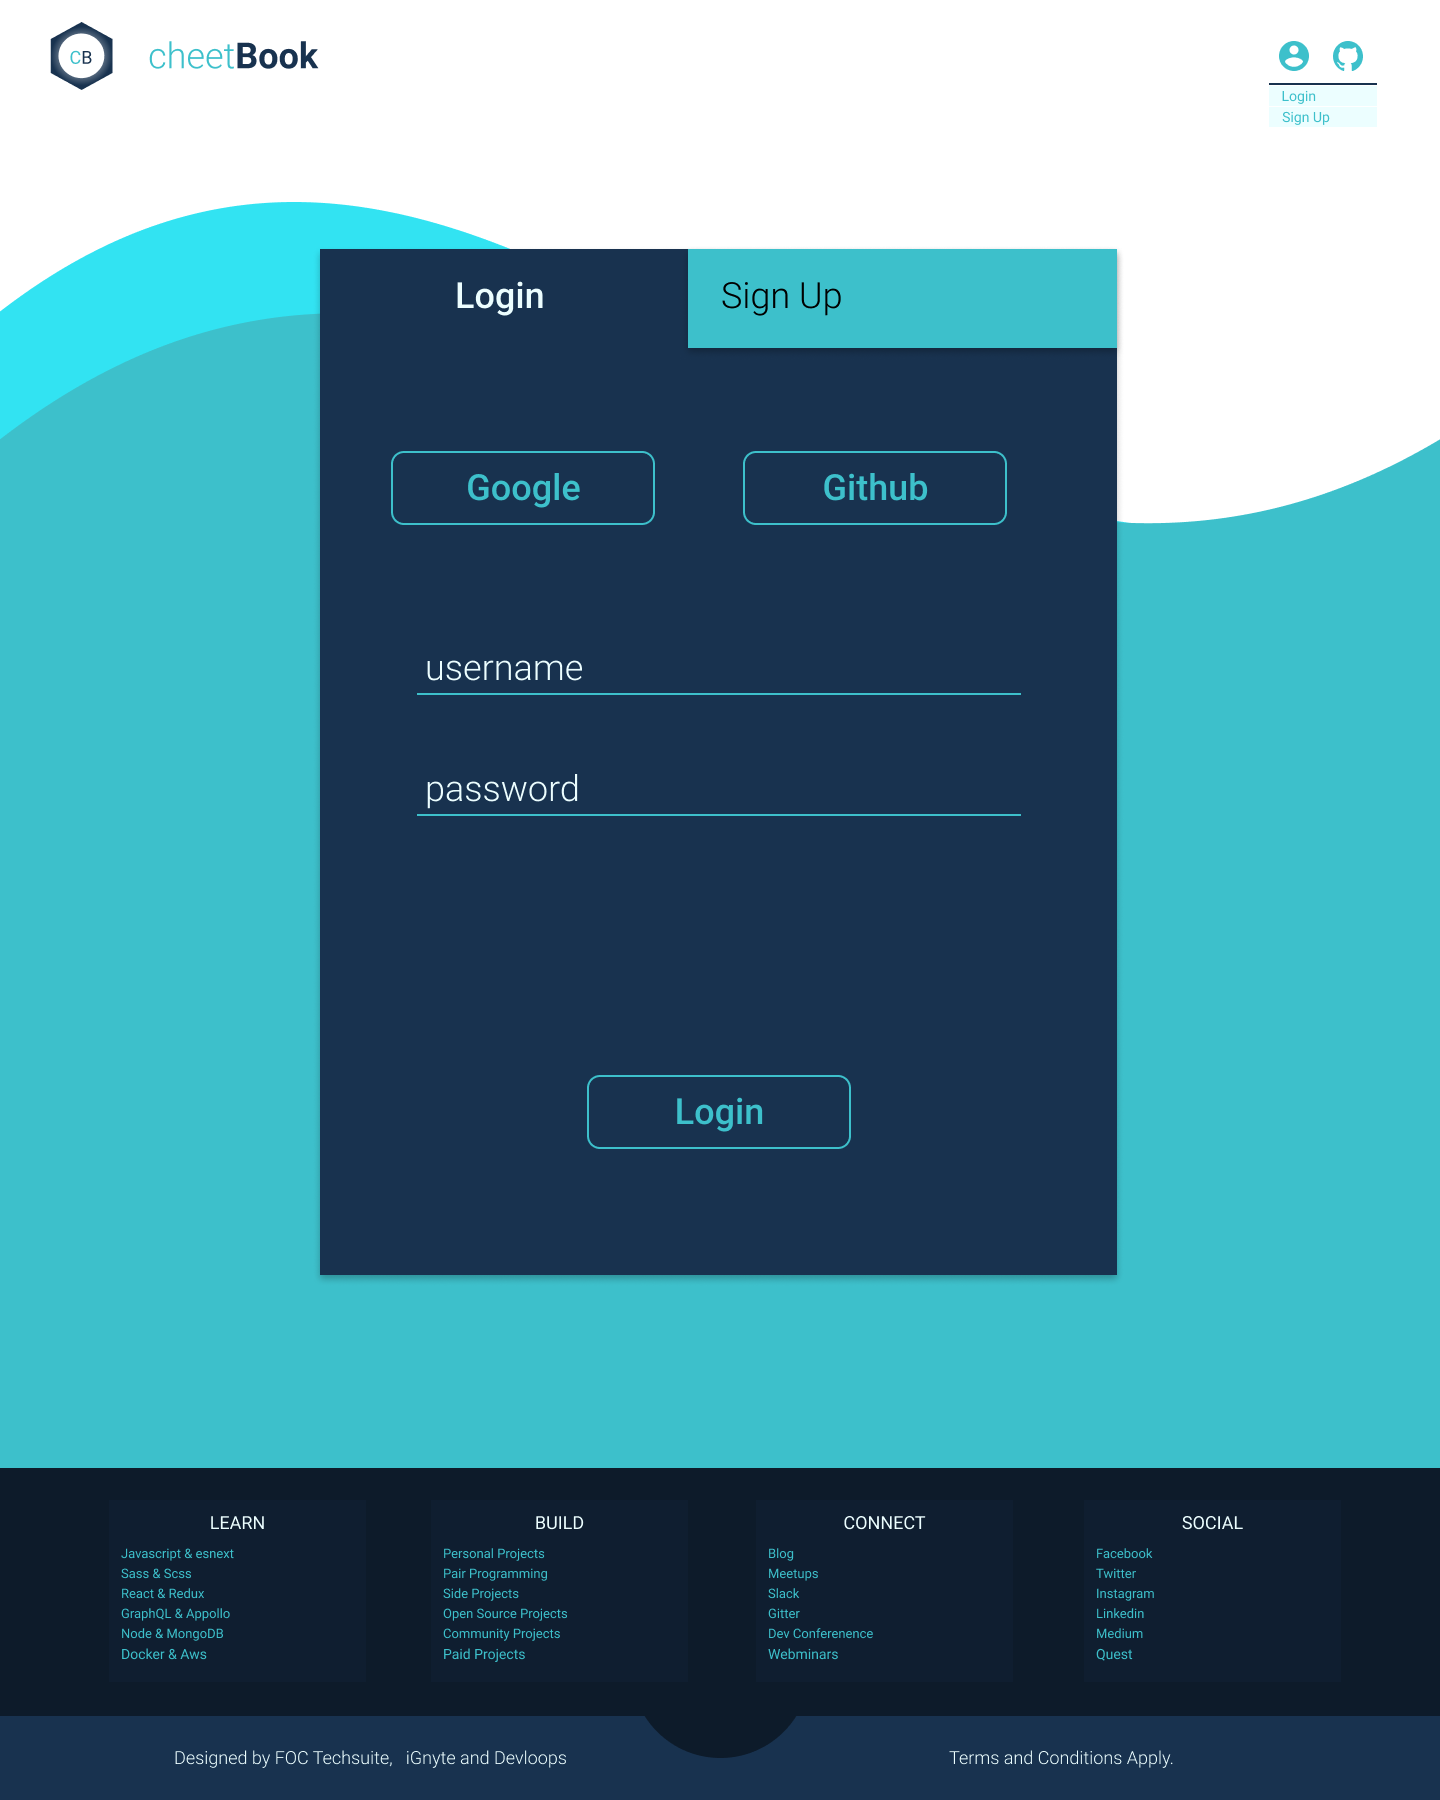 CB
cheetBook
Login
Sign Up
Login
Sign Up
Google
Github
username
password
Login
LEARN
Javascript & esnext
Sass & Scss
React & Redux
GraphQL & Appollo
Node & MongoDB
Docker & Aws
BUILD
Personal Projects
Pair Programming
Side Projects
Open Source Projects
Community Projects
Paid Projects
CONNECT
Blog
Meetups
Slack
Gitter
Dev Conferenence
Webminars
SOCIAL
Facebook
Twitter
Instagram
Linkedin
Medium
Quest
Designed by FOC Techsuite, iGnyte and Devloops
Terms and Conditions Apply.